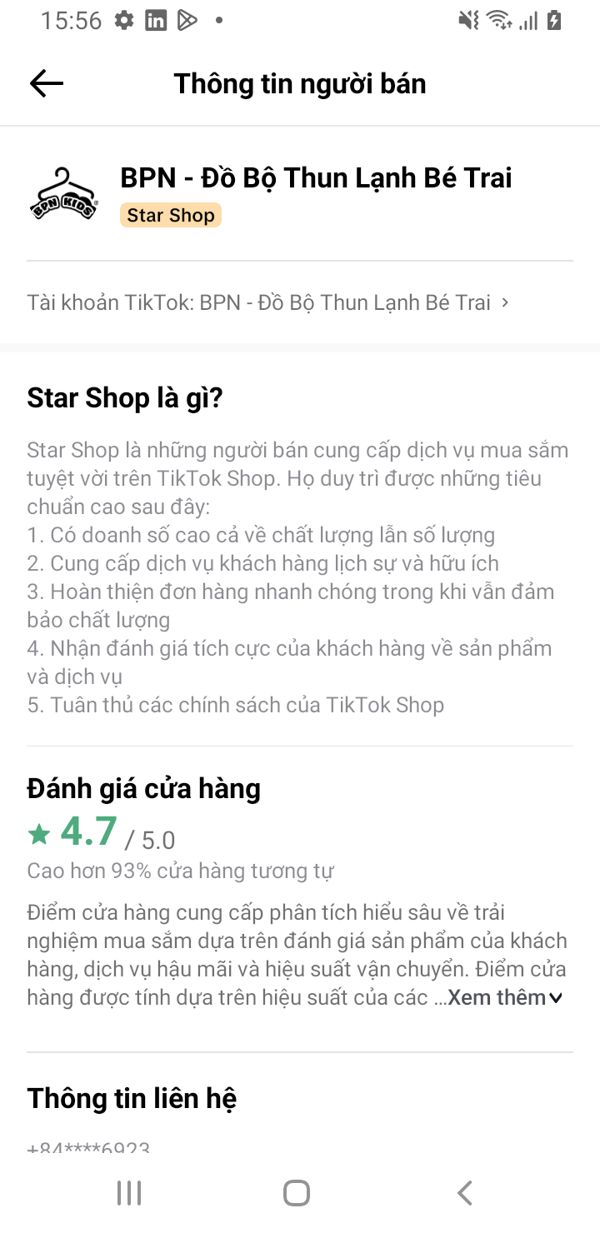 15:56
Thông tin người bán
BPN KIDS
BPN - Đồ Bộ Thun Lạnh Bé Trai
Star Shop
Tài khoản TikTok: BPN - Đồ Bộ Thun Lạnh Bé Trai
Star Shop là gì?
Star Shop là những người bán cung cấp dịch vụ mua sắm
tuyệt vời trên TikTok Shop. Họ duy trì được những tiêu
chuẩn cao sau đây:
1. Có doanh số cao cả về chất lượng lẫn số lượng
2. Cung cấp dịch vụ khách hàng lịch sự và hữu ích
3. Hoàn thiện đơn hàng nhanh chóng trong khi vẫn đảm
bảo chất lượng
4. Nhận đánh giá tích cực của khách hàng về sản phẩm
và dịch vụ
5. Tuân thủ các chính sách của TikTok Shop
Đánh giá cửa hàng
4.7 / 5.0
Cao hơn 93% cửa hàng tương tự
Điểm cửa hàng cung cấp phân tích hiểu sâu về trải
nghiệm mua sắm dựa trên đánh giá sản phẩm của khách
hàng, dịch vụ hậu mãi và hiệu suất vận chuyển. Điểm cửa
hàng được tính dựa trên hiệu suất của các ...Xem thêm
Thông tin liên hệ
+84****6923